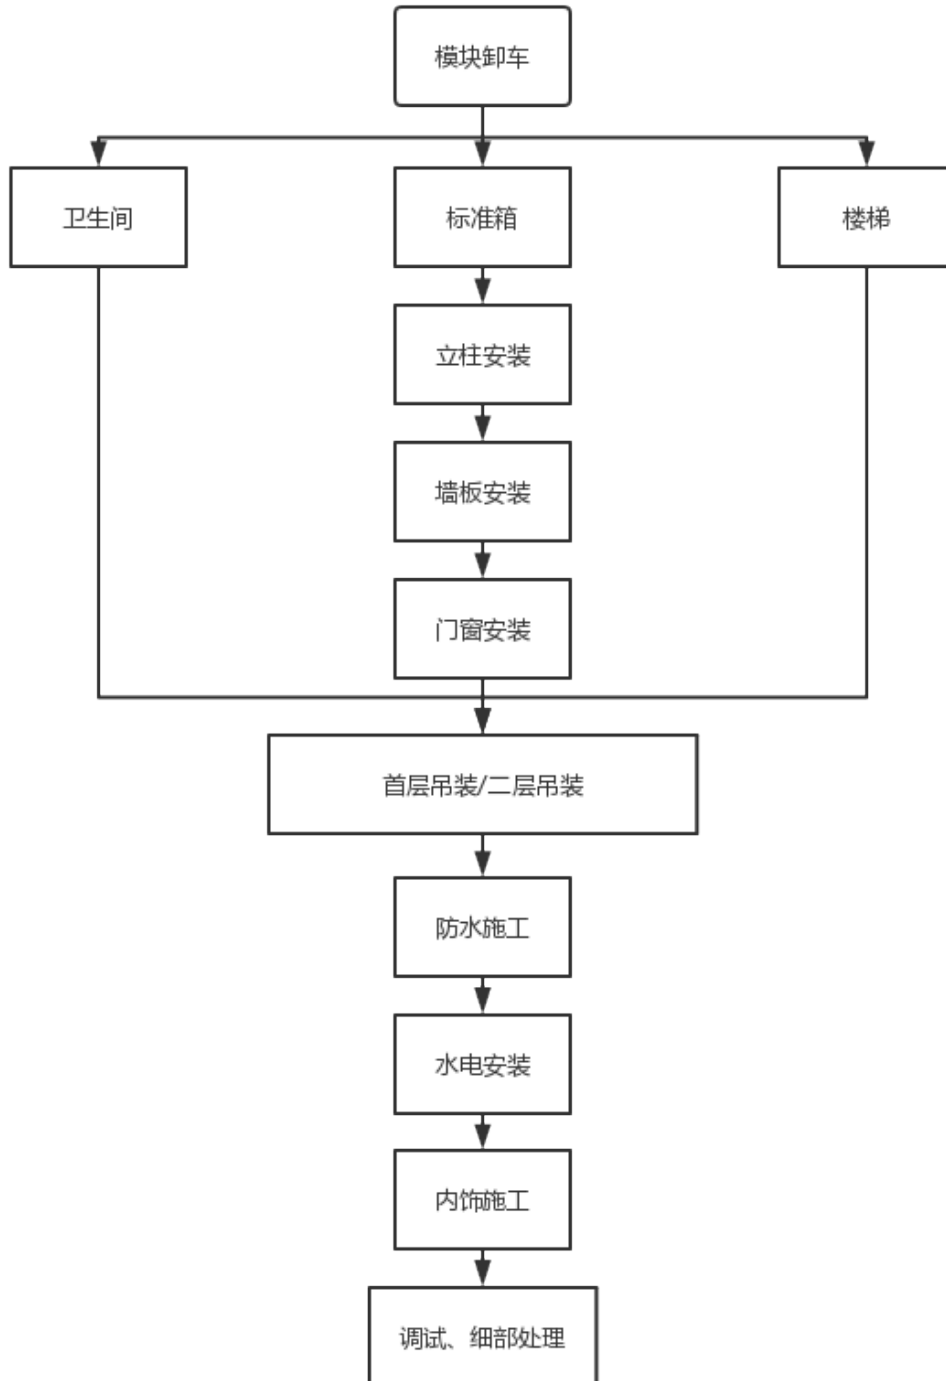 模块卸车
卫生间
标准箱
楼梯
立柱安装
墙板安装
门窗安装
首层吊装/二层吊装
防水施工
水电安装
内饰施工
调试、细部处理